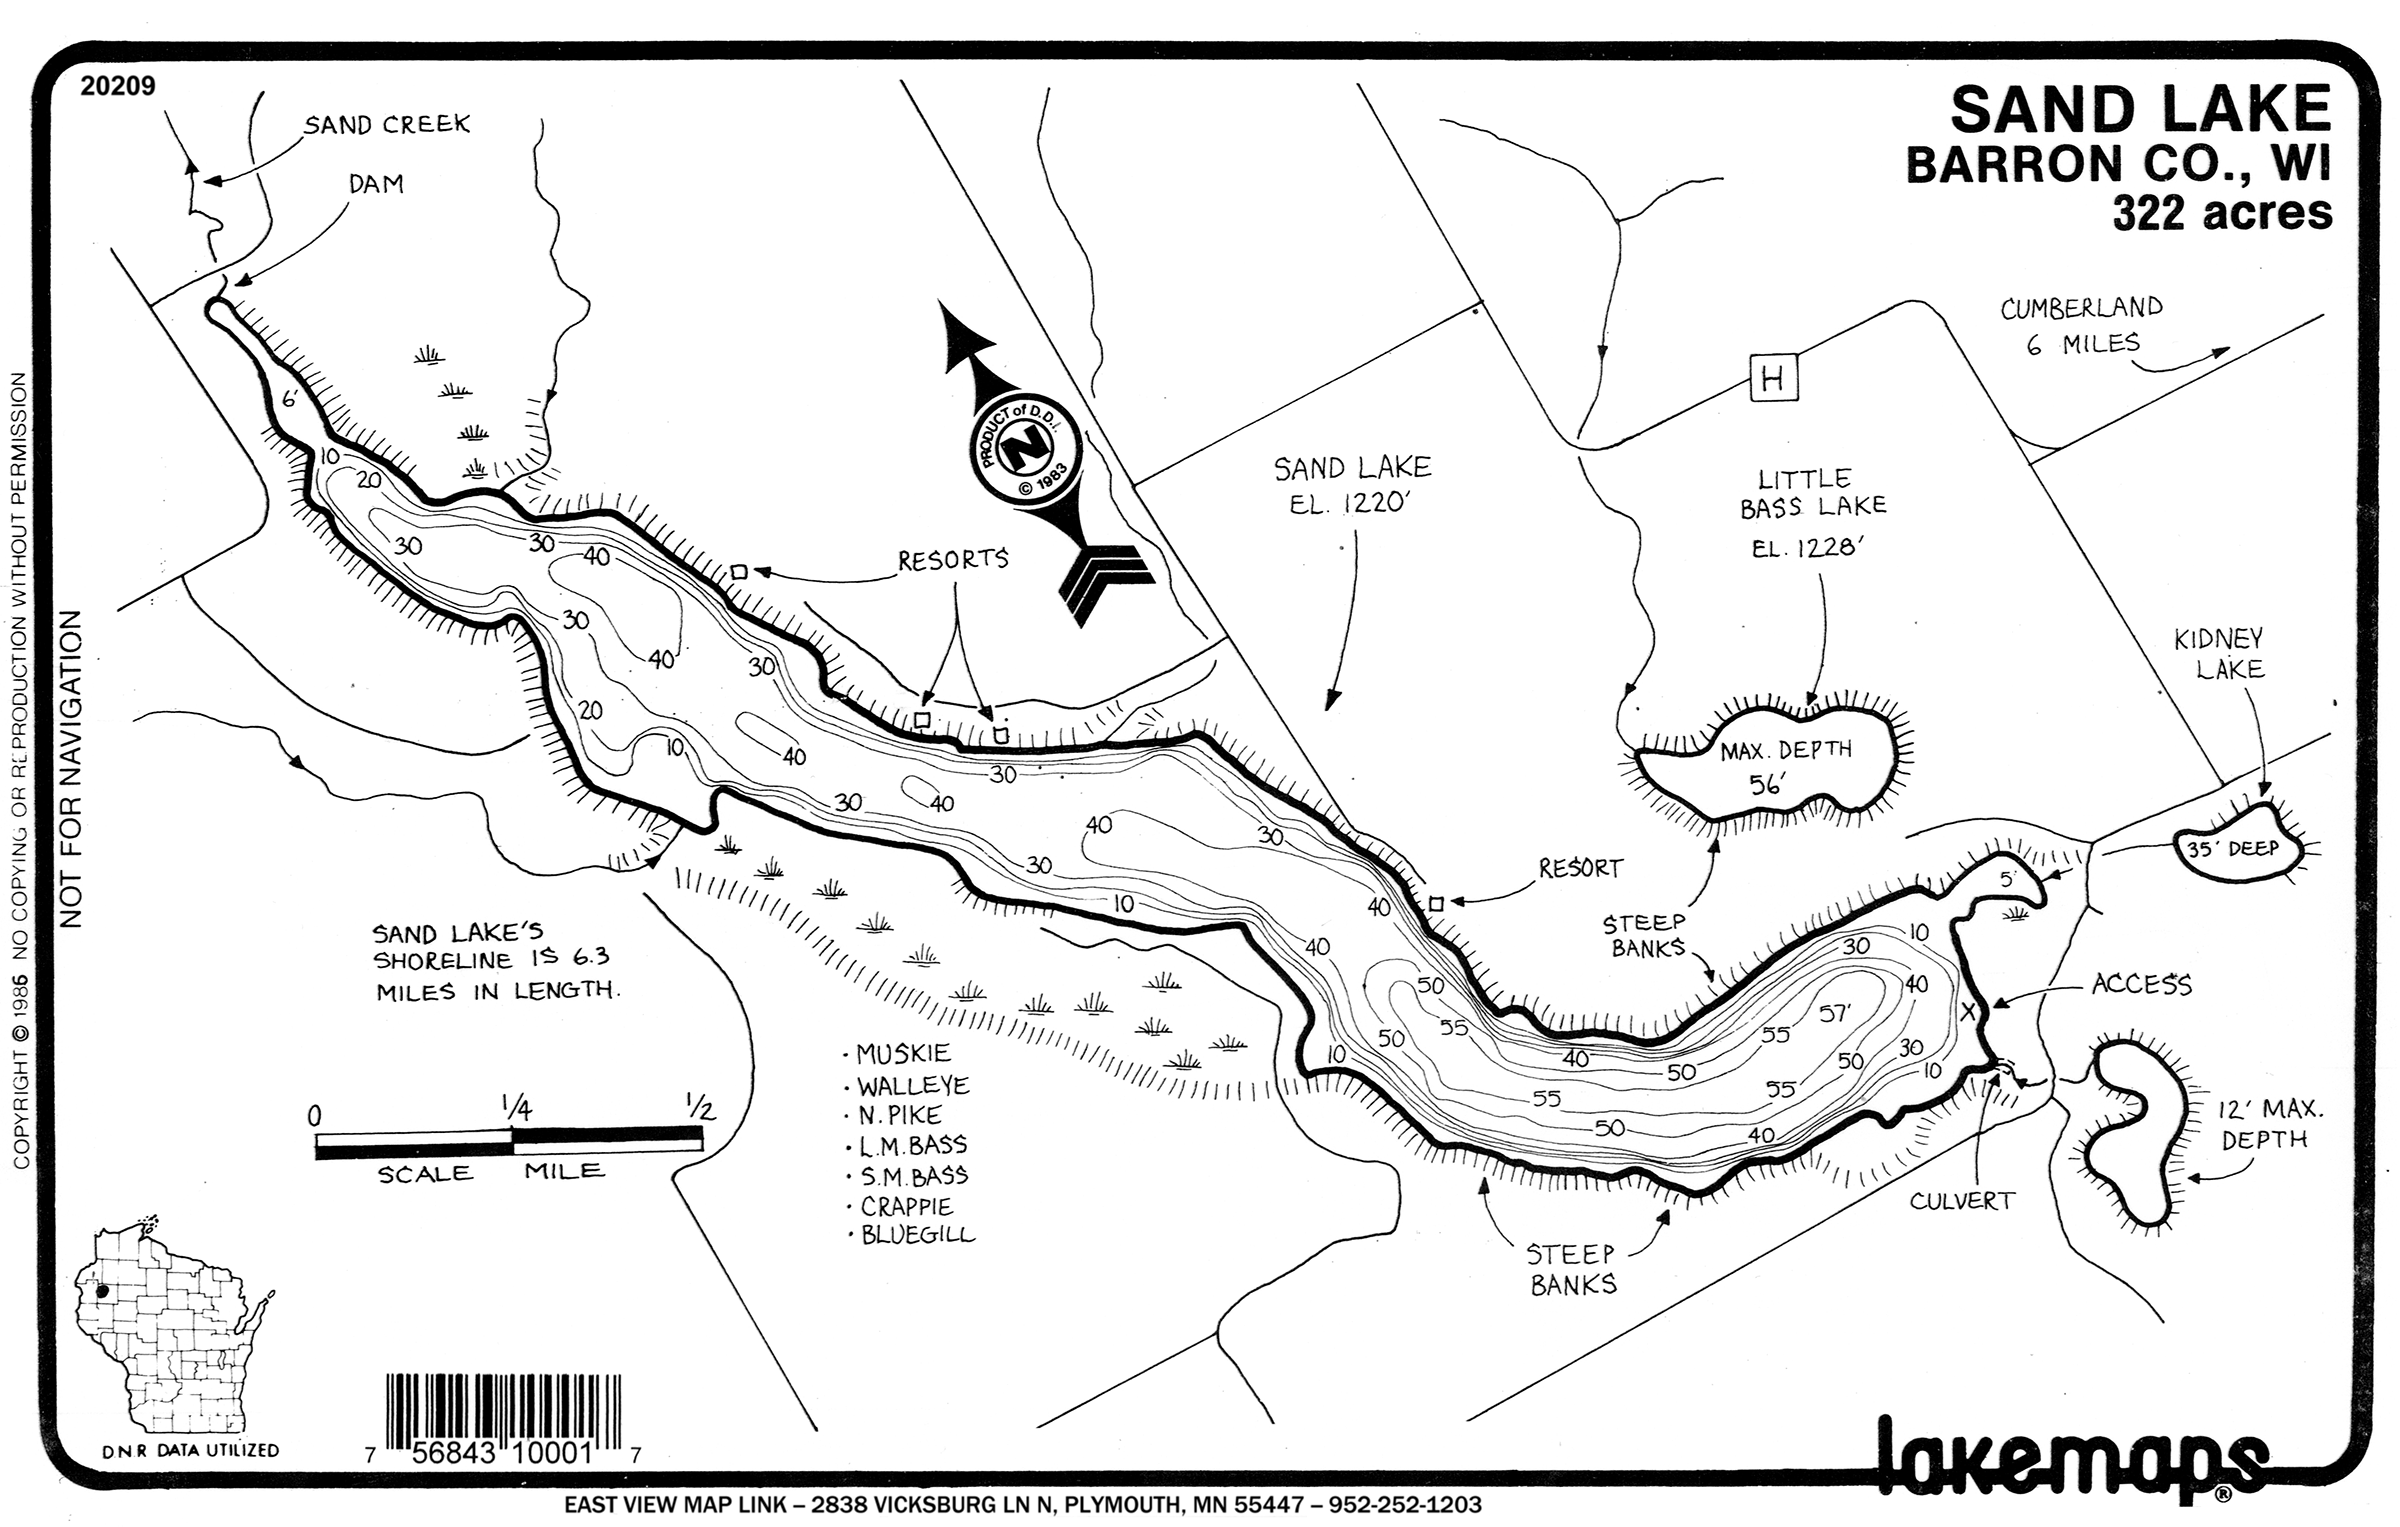 20209
SAND LAKE
BARRON CO., WI
322 acres
SAND CREEK
DAM
CUMBERLAND
6 MILES
H
PRODUCT of D.D.I.
N
© 1983
SAND LAKE
EL. 1220'
LITTLE
BASS LAKE
EL. 1228'
RESORTS
KIDNEY
LAKE
MAX. DEPTH
56'
35' DEEP
RESORT
STEEP
BANKS
ACCESS
X
12' MAX.
DEPTH
CULVERT
STEEP
BANKS
6'
10
20
30
30
40
30
40
30
20
10
40
30
30
40
40
30
30
10
40
40
50
55
50
10
40
50
55
50
55
40
55
57'
50
30
10
40
30
10
5'
SAND LAKE'S
SHORELINE IS 6.3
MILES IN LENGTH.
· MUSKIE
· WALLEYE
· N. PIKE
· L.M. BASS
· S.M. BASS
· CRAPPIE
· BLUEGILL
0 1/4 1/2
SCALE MILE
D.N.R DATA UTILIZED
7 56843 10001 7
lakemaps®
NOT FOR NAVIGATION
COPYRIGHT © 1986 NO COPYING OR REPRODUCTION WITHOUT PERMISSION
EAST VIEW MAP LINK – 2838 VICKSBURG LN N, PLYMOUTH, MN 55447 – 952-252-1203